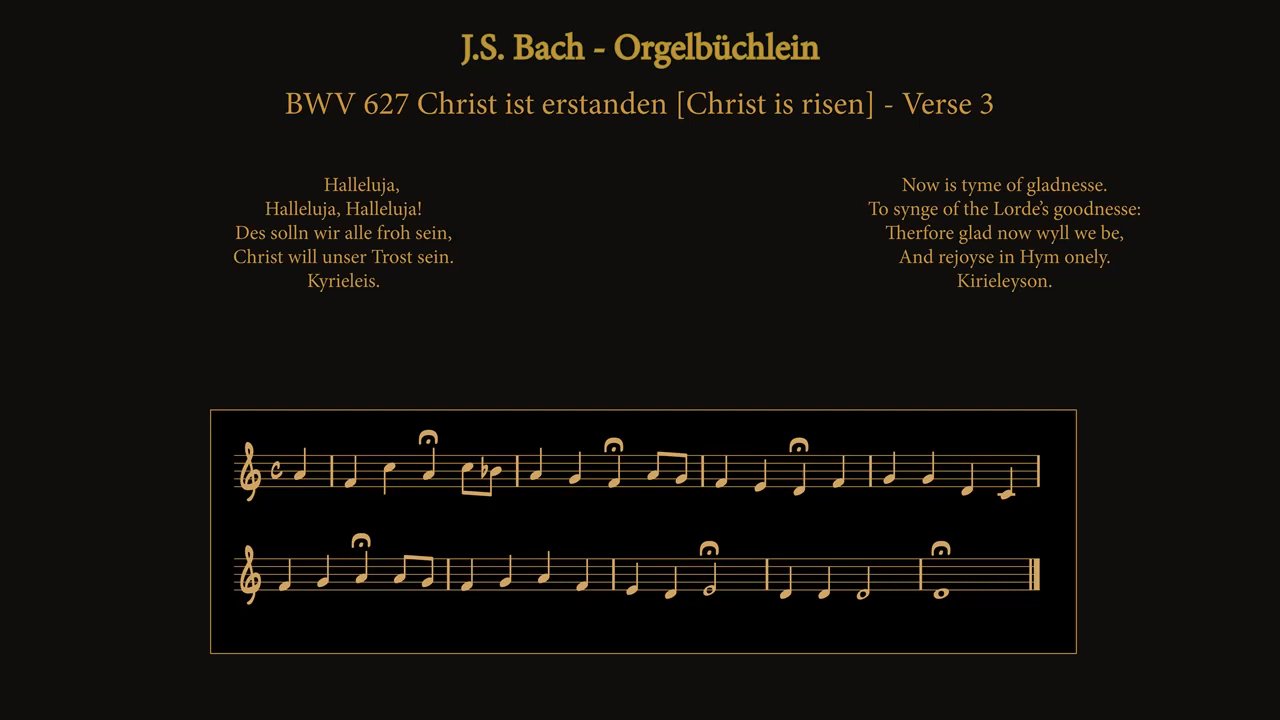 J.S. Bach - Orgelbüchlein
BWV 627 Christ ist erstanden [Christ is risen] - Verse 3
Halleluja,
Halleluja, Halleluja!
Des solln wir alle froh sein,
Christ will unser Trost sein.
Kyrieleis.
Now is tyme of gladnesse.
To synge of the Lorde's goodnesse:
Therfore glad now wyll we be,
And rejoyse in Hym onely.
Kirieleyson.